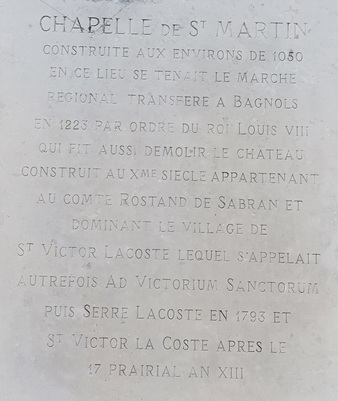 CHAPELLE DE ST MARTIN
CONSTRUITE AUX ENVIRONS DE 1050
EN CE LIEU SE TENAIT LE MARCHE
REGIONAL TRANSFERE A BAGNOLS
EN 1223 PAR ORDRE DU ROI LOUIS VIII
QUI FIT AUSSI DEMOLIR LE CHATEAU
CONSTRUIT AU XME SIECLE APPARTENANT
AU COMTE ROSTAND DE SABRAN ET
DOMINANT LE VILLAGE DE
ST VICTOR LACOSTE LEQUEL S'APPELAIT
AUTREFOIS AD VICTORIUM SANCTORUM
PUIS SERRE LACOSTE EN 1793 ET
ST VICTOR LA COSTE APRES LE
17 PRAIRIAL AN XIII